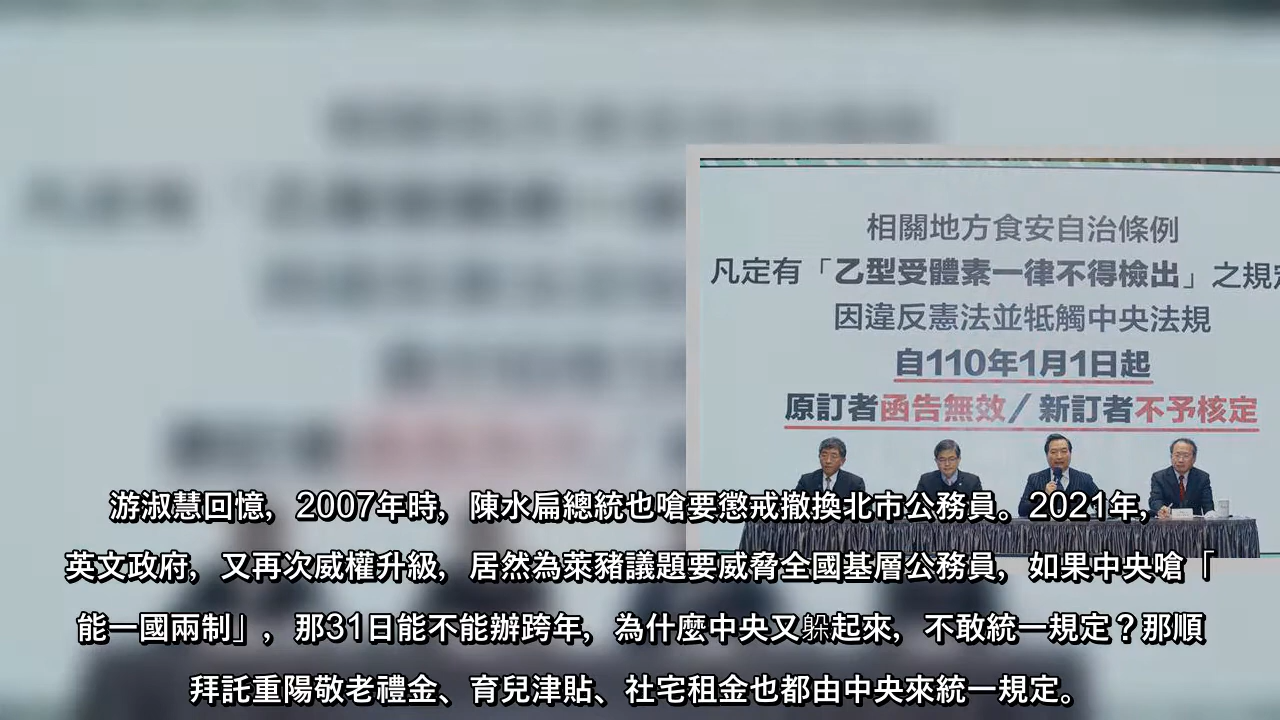 相關地方食安自治條例
凡定有「乙型受體素一律不得檢出」之規定
因違反憲法並牴觸中央法規
自110年1月1日起
原訂者函告無效/新訂者不予核定
游淑慧回憶，2007年時，陳水扁總統也嗆要懲戒撤換北市公務員。2021年，
英文政府，又再次威權升級，居然為萊豬議題要威脅全國基層公務員，如果中央嗆「
能一國兩制」，那31日能不能辦跨年，為什麼中央又躲起來，不敢統一規定？那順
拜託重陽敬老禮金、育兒津貼、社宅租金也都由中央來統一規定。